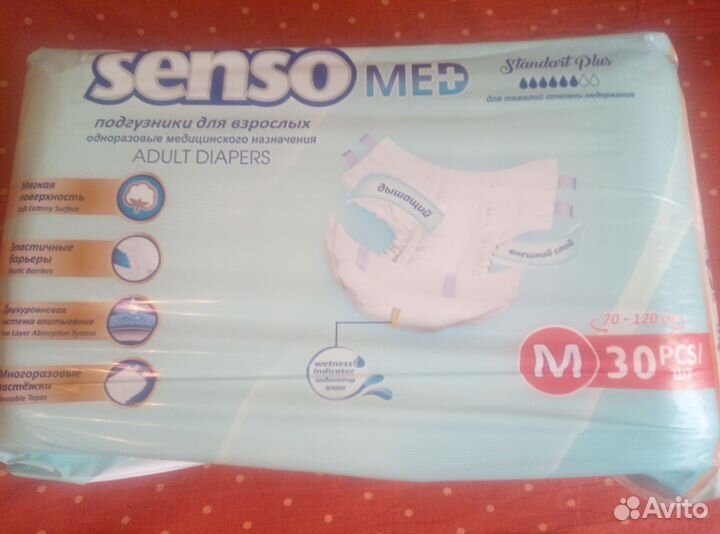 senso MED
Standart Plus
для тяжелой степени недержания
подгузники для взрослых
одноразовые медицинского назначения
ADULT DIAPERS
Мягкая
поверхность
Soft Cottony Surface
дышащий
внешний слой
Эластичные
барьеры
Elastic Barriers
Двухуровневая
система впитывания
Two Layer Absorption System
Многоразовые
застёжки
Reusable Tapes
wetness
indicator
индикатор
влаги
70 - 120 см
M 30 PCS/
шт
Avito